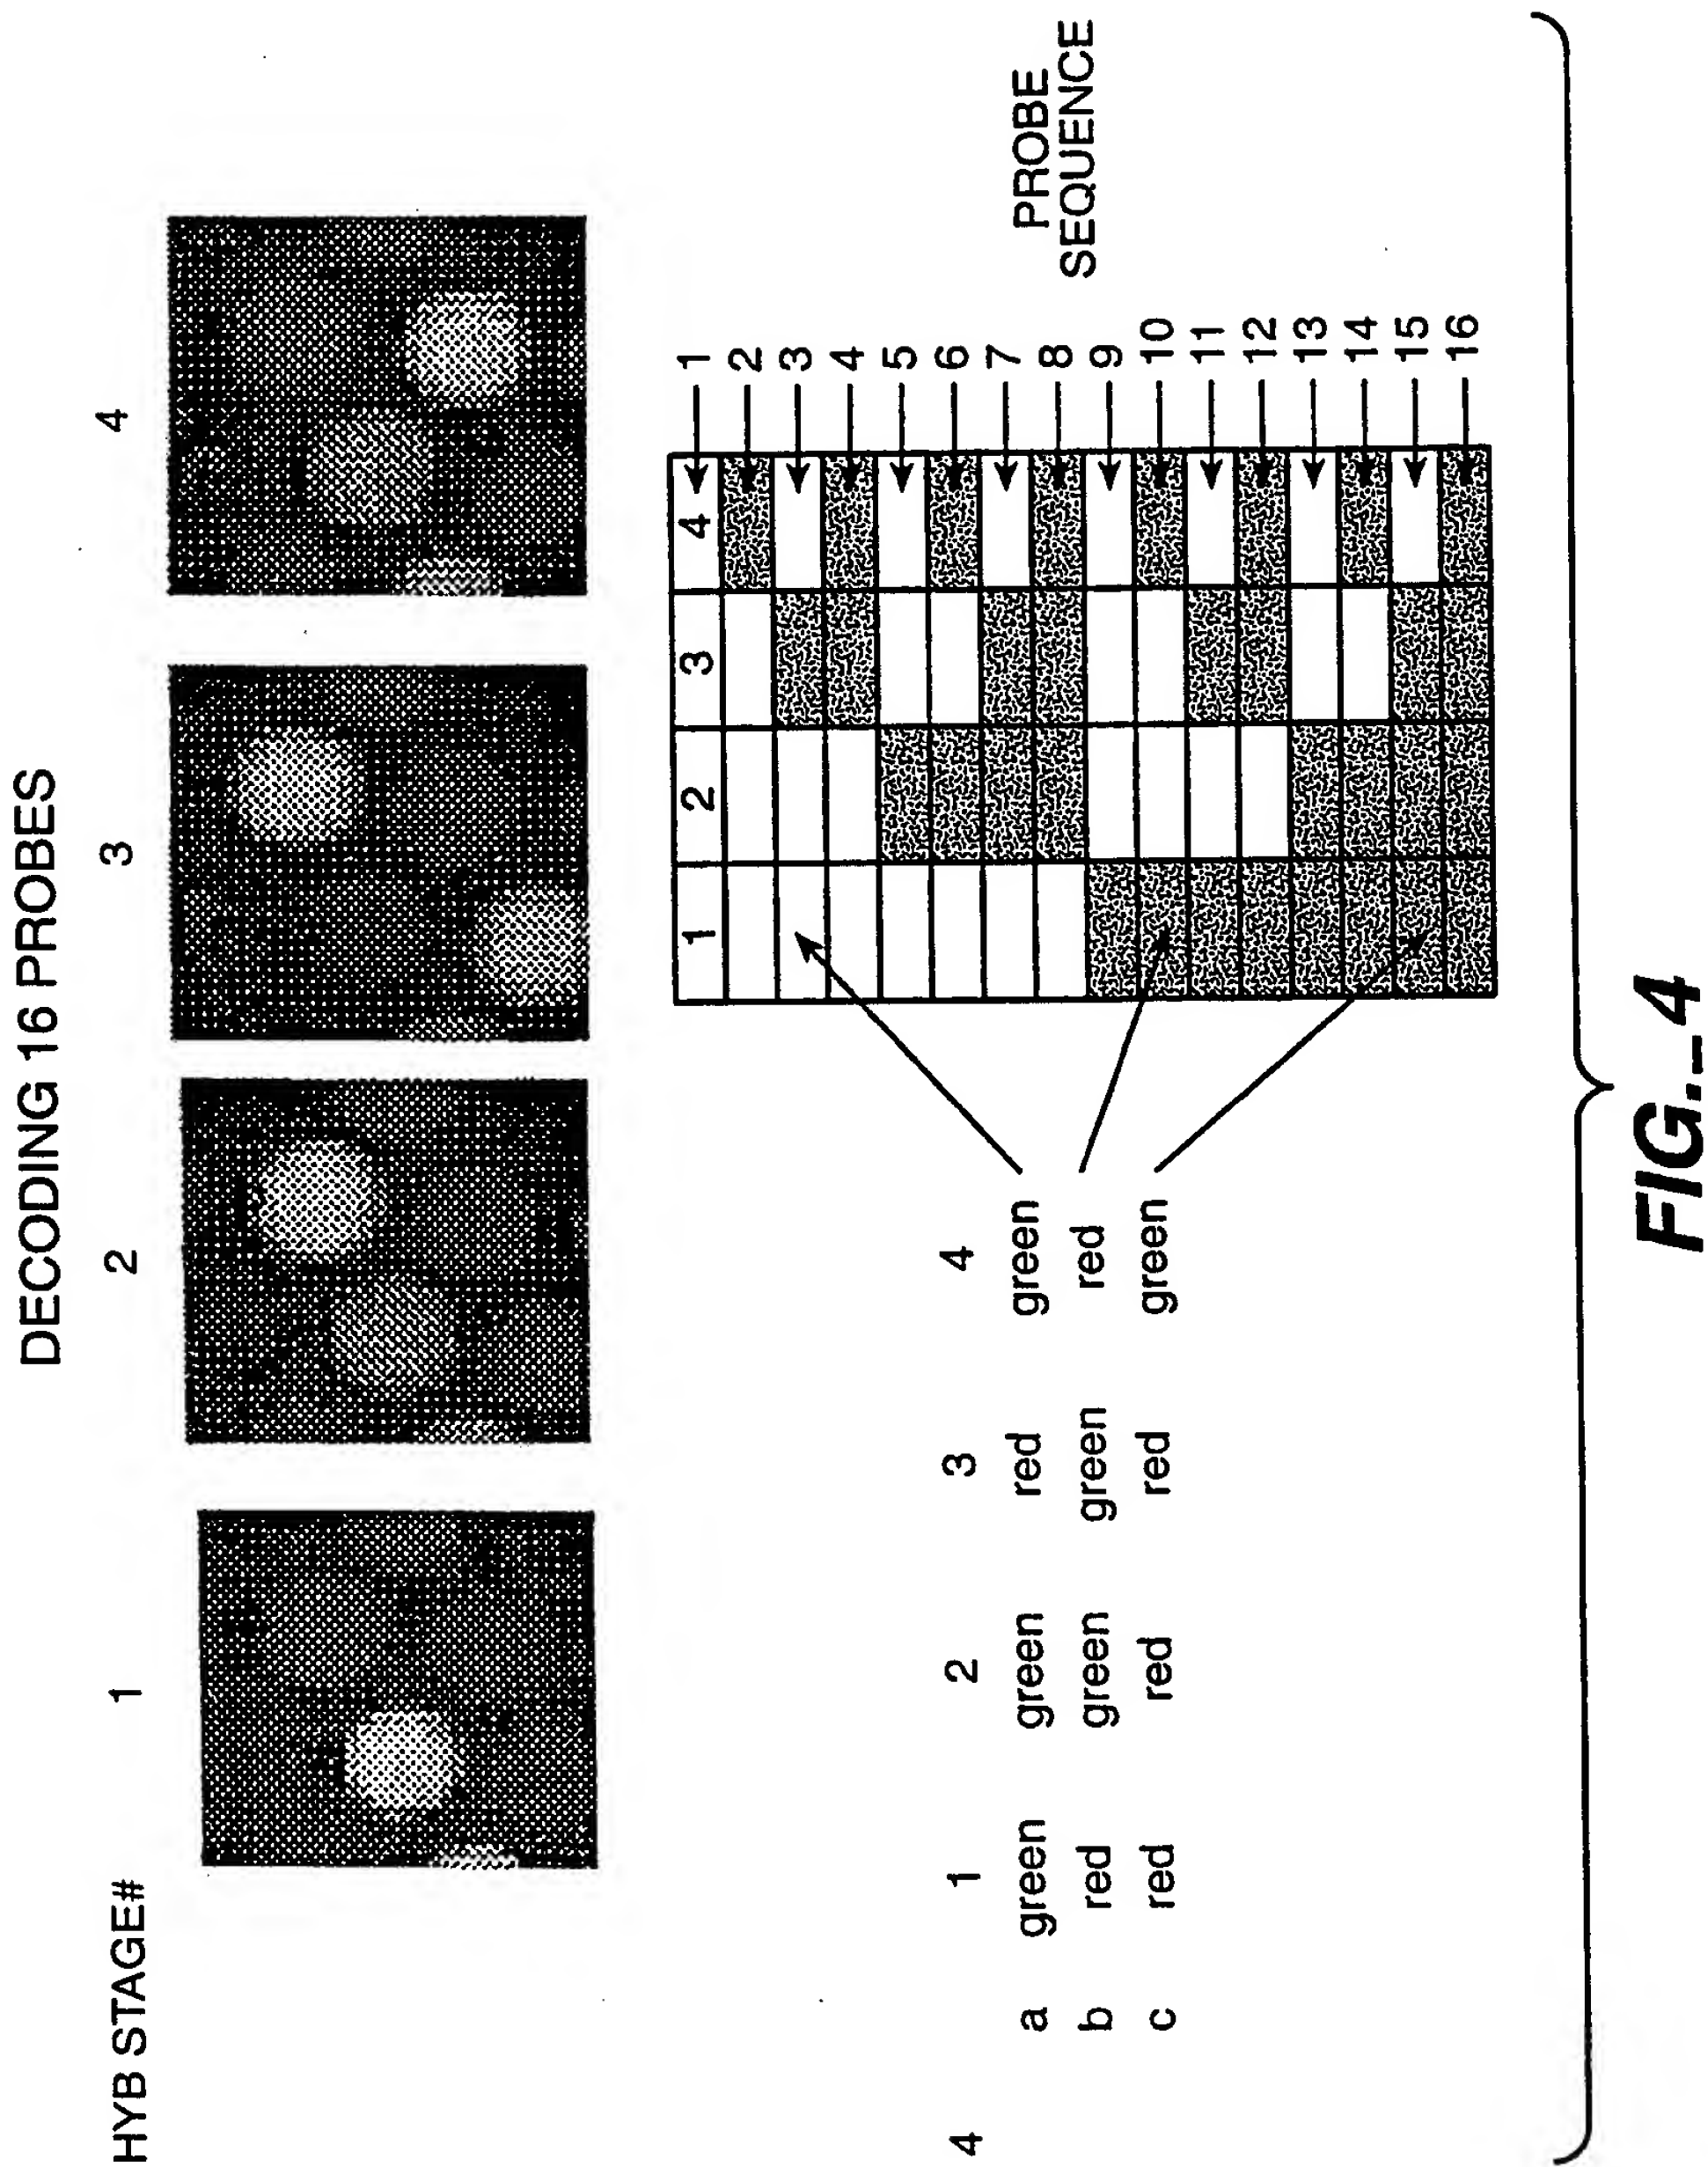 DECODING 16 PROBES
HYB STAGE# 1 2 3 4
4 1 2 3 4
a green green red green
b red green green red
c red red red green
1 2 3 4
1
2
3
4
5
6
7
8
9
10
11
12
13
14
15
16
PROBE
SEQUENCE
FIG._4